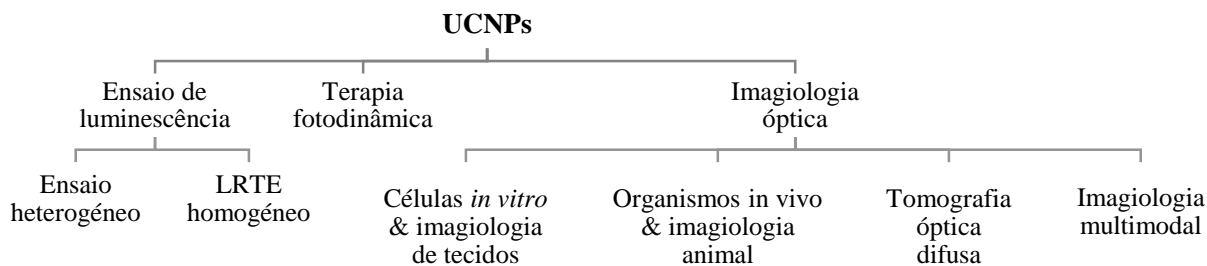 UCNPs
Ensaio de
luminescência
Terapia
fotodinâmica
Imagiologia
óptica
Ensaio
heterogéneo
LRTE
homogéneo
Células in vitro
& imagiologia
de tecidos
Organismos in vivo
& imagiologia
animal
Tomografia
óptica
difusa
Imagiologia
multimodal